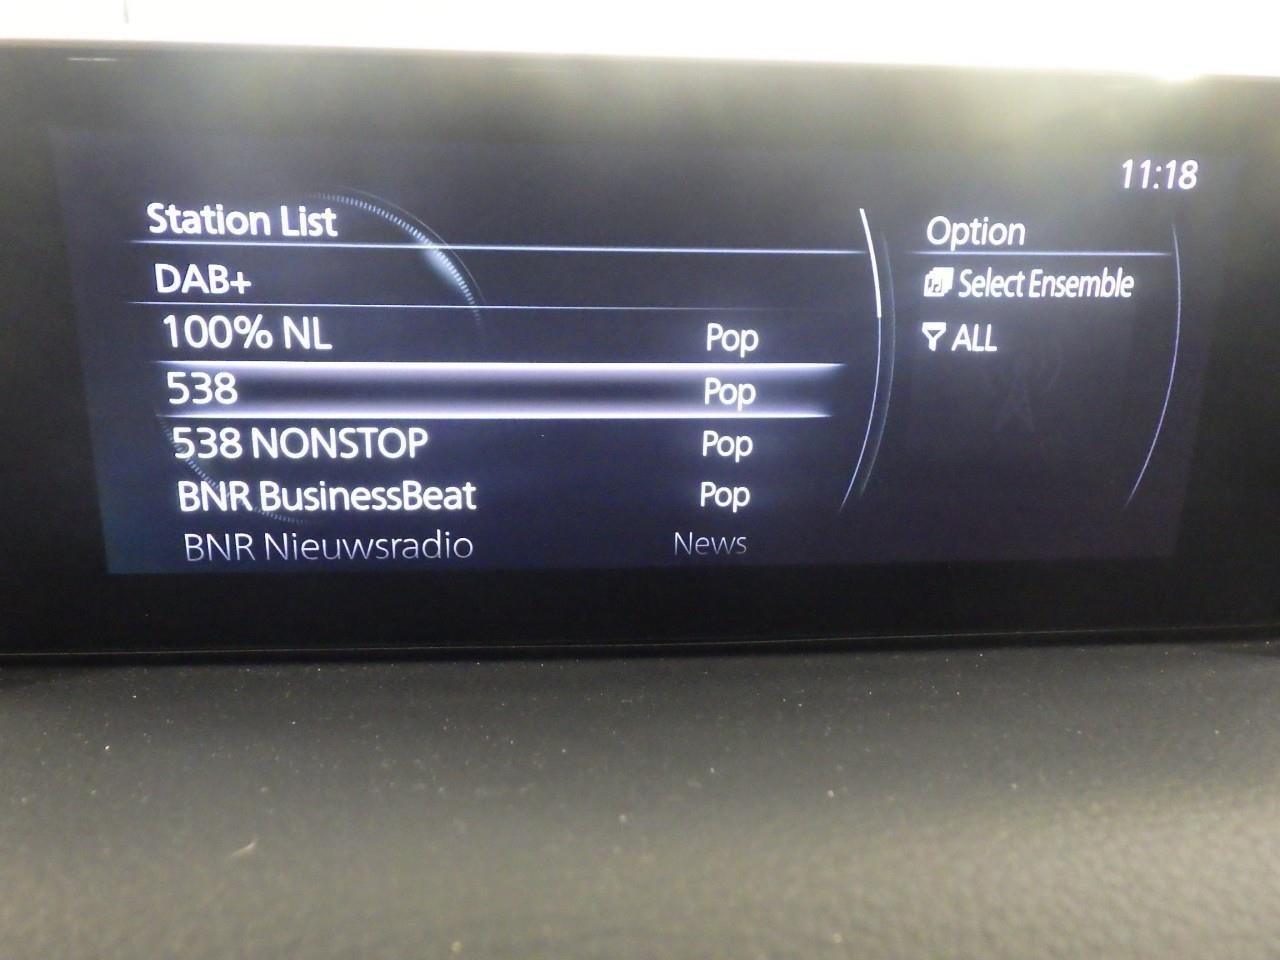 11:18
Station List
DAB+
100% NL Pop
538 Pop
538 NONSTOP Pop
BNR BusinessBeat Pop
BNR Nieuwsradio News
Option
Select Ensemble
ALL